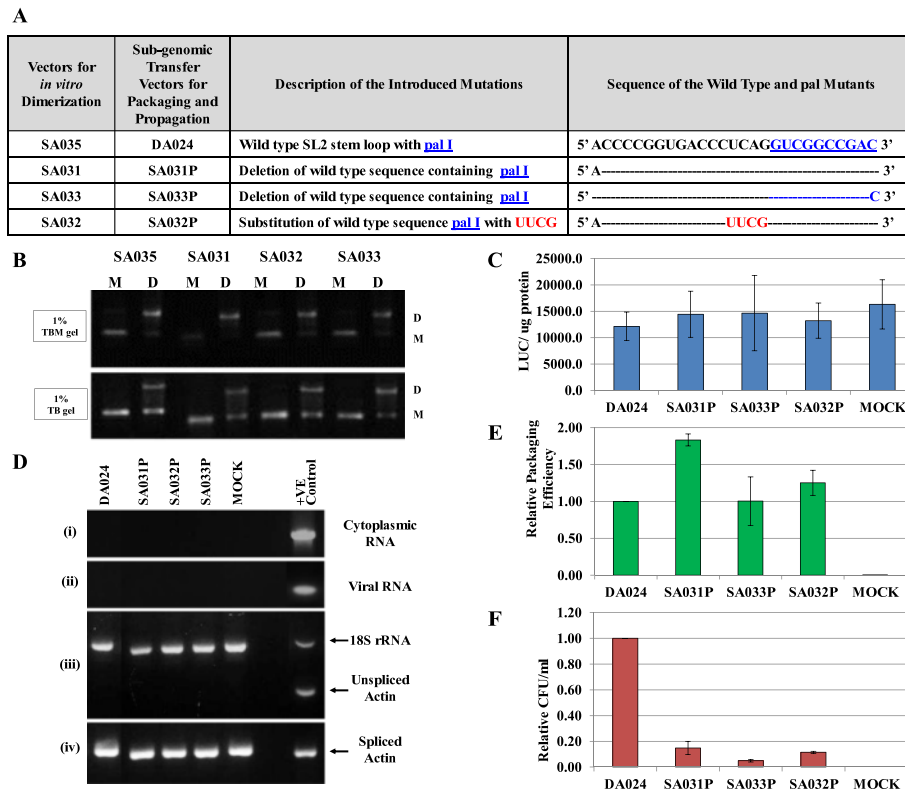 A
Vectors for in vitro Dimerization
Sub-genomic Transfer Vectors for Packaging and Propagation
Description of the Introduced Mutations
Sequence of the Wild Type and pal Mutants
SA035 DA024 Wild type SL2 stem loop with pal I 5' ACCCCGGUGACCCUCAGGUCGGCCGAC 3'
SA031 SA031P Deletion of wild type sequence containing pal I 5' A--------------------------------------------------------- 3'
SA033 SA033P Deletion of wild type sequence containing pal I 5' ---------------------------------------------------------C 3'
SA032 SA032P Substitution of wild type sequence pal I with UUCG 5' A--------------------------UUCG----------------------- 3'
B
SA035 SA031 SA032 SA033
M D M D M D M D
1% TBM gel
D
M
1% TB gel
D
M
C
LUC/ ug protein
25000.0
20000.0
15000.0
10000.0
5000.0
0.0
DA024 SA031P SA033P SA032P MOCK
D
DA024 SA031P SA032P SA033P MOCK +VE Control
(i)
Cytoplasmic RNA
(ii)
Viral RNA
(iii)
18S rRNA
Unspliced Actin
(iv)
Spliced Actin
E
Relative Packaging Efficiency
2.00
1.50
1.00
0.50
0.00
DA024 SA031P SA033P SA032P MOCK
F
Relative CFU/ml
1.20
1.00
0.80
0.60
0.40
0.20
0.00
DA024 SA031P SA033P SA032P MOCK